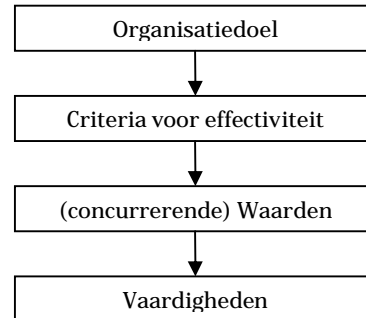 Organisatiedoel
Criteria voor effectiviteit
(concurrerende) Waarden
Vaardigheden